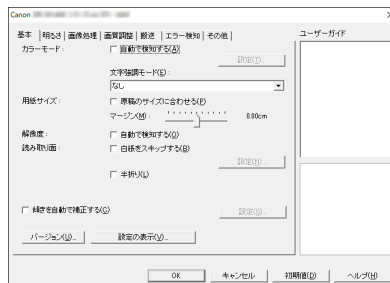 Canon
基本 明るさ 画像処理 画質調整 搬送 エラー検知 その他
ユーザーガイド
カラーモード：
自動で検知する(A)
設定(T)...
文字強調モード(E)：
なし
用紙サイズ：
原稿のサイズに合わせる(P)
マージン(M)：
0.00cm
解像度：
自動で検知する(O)
読み取り面：
白紙をスキップする(B)
設定(N)...
半折り(L)
傾きを自動で補正する(C)
設定(S)...
バージョン(U)...
設定の表示(V)...
OK キャンセル 初期値(D) ヘルプ(H)